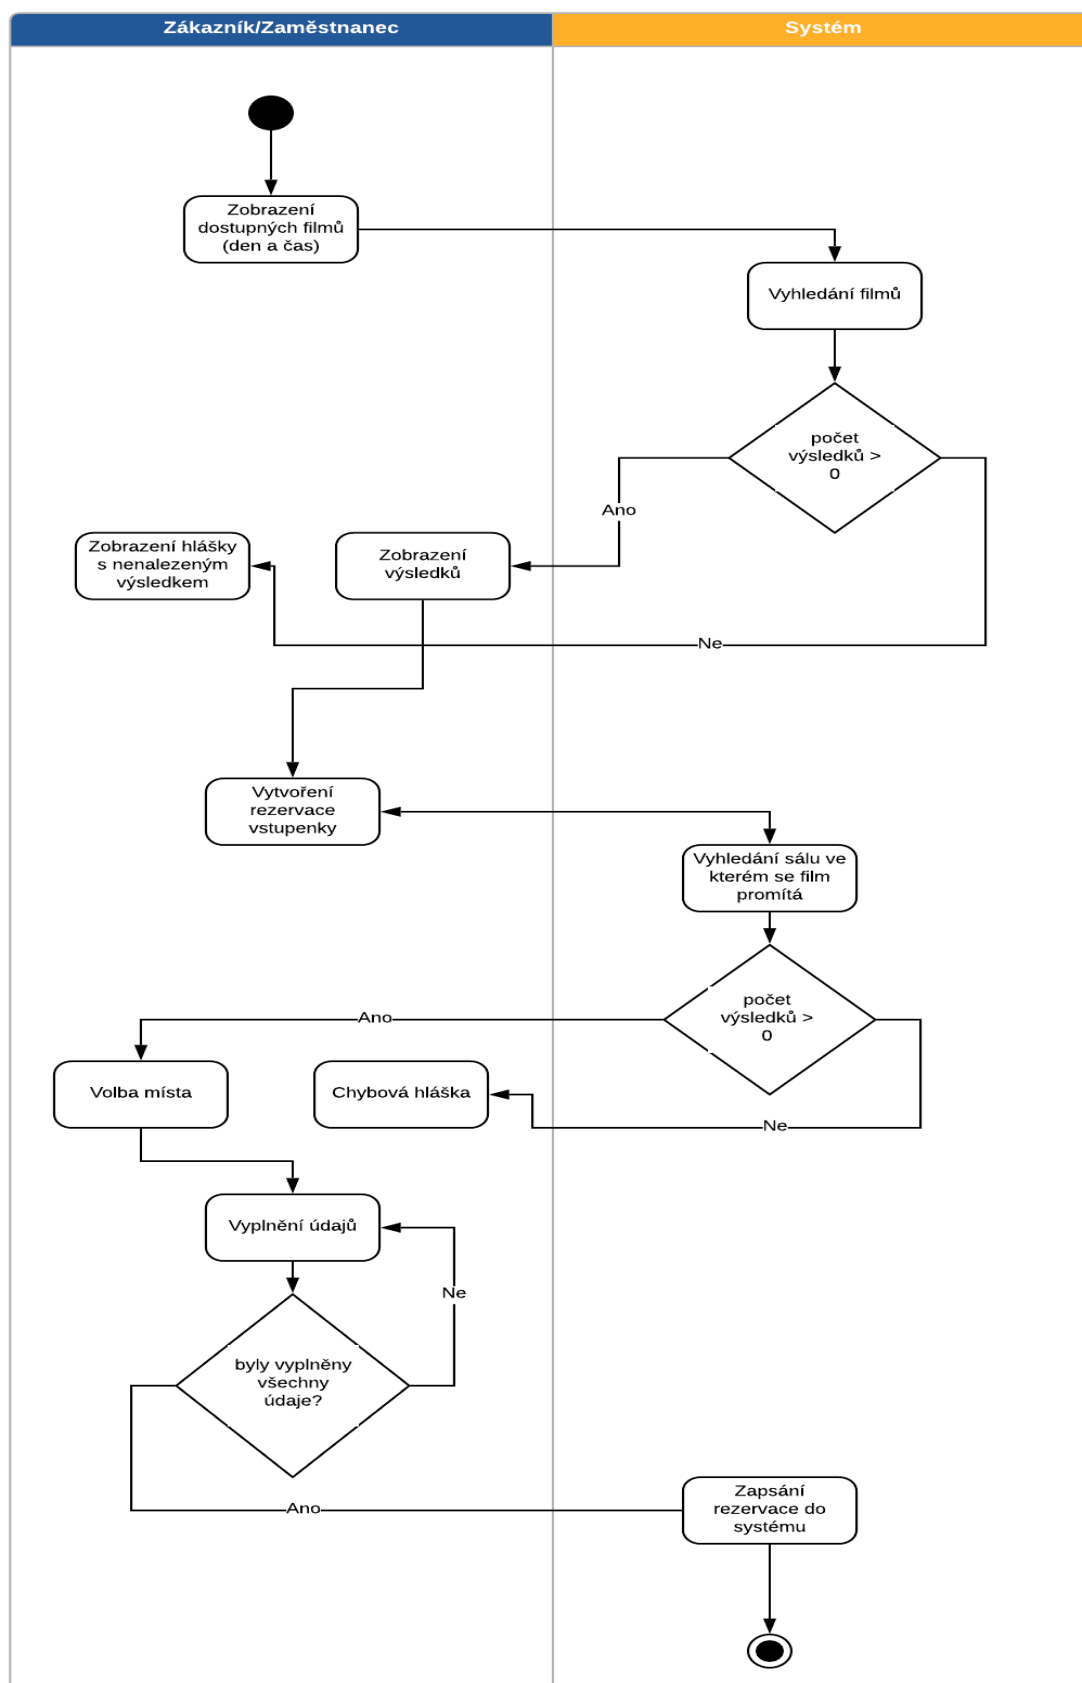 Zákazník/Zaměstnanec
Systém
Zobrazení
dostupných filmů
(den a čas)
Vyhledání filmů
počet
výsledků >
0
Ano
Zobrazení hlášky
s nenalezeným
výsledkem
Zobrazení
výsledků
Ne
Vytvoření
rezervace
vstupenky
Vyhledání sálu ve
kterém se film
promítá
počet
výsledků >
0
Ano
Volba místa
Chybová hláška
Ne
Vyplnění údajů
Ne
byly vyplněny
všechny
údaje?
Ano
Zapsání
rezervace do
systému